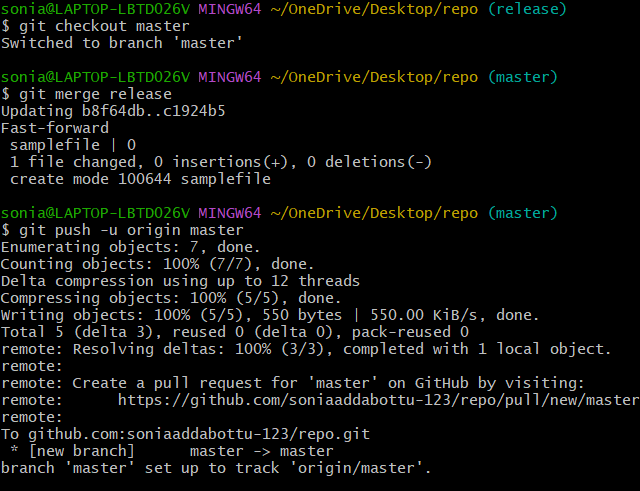 sonia@LAPTOP-LBTD026V MINGW64 ~/OneDrive/Desktop/repo (release)
$ git checkout master
Switched to branch 'master'
sonia@LAPTOP-LBTD026V MINGW64 ~/OneDrive/Desktop/repo (master)
$ git merge release
Updating b8f64db..c1924b5
Fast-forward
 samplefile | 0
 1 file changed, 0 insertions(+), 0 deletions(-)
 create mode 100644 samplefile
sonia@LAPTOP-LBTD026V MINGW64 ~/OneDrive/Desktop/repo (master)
$ git push -u origin master
Enumerating objects: 7, done.
Counting objects: 100% (7/7), done.
Delta compression using up to 12 threads
Compressing objects: 100% (5/5), done.
Writing objects: 100% (5/5), 550 bytes | 550.00 KiB/s, done.
Total 5 (delta 3), reused 0 (delta 0), pack-reused 0
remote: Resolving deltas: 100% (3/3), completed with 1 local object.
remote:
remote: Create a pull request for 'master' on GitHub by visiting:
remote:      https://github.com/soniaaddabottu-123/repo/pull/new/master
remote:
To github.com:soniaaddabottu-123/repo.git
 * [new branch]      master -> master
branch 'master' set up to track 'origin/master'.